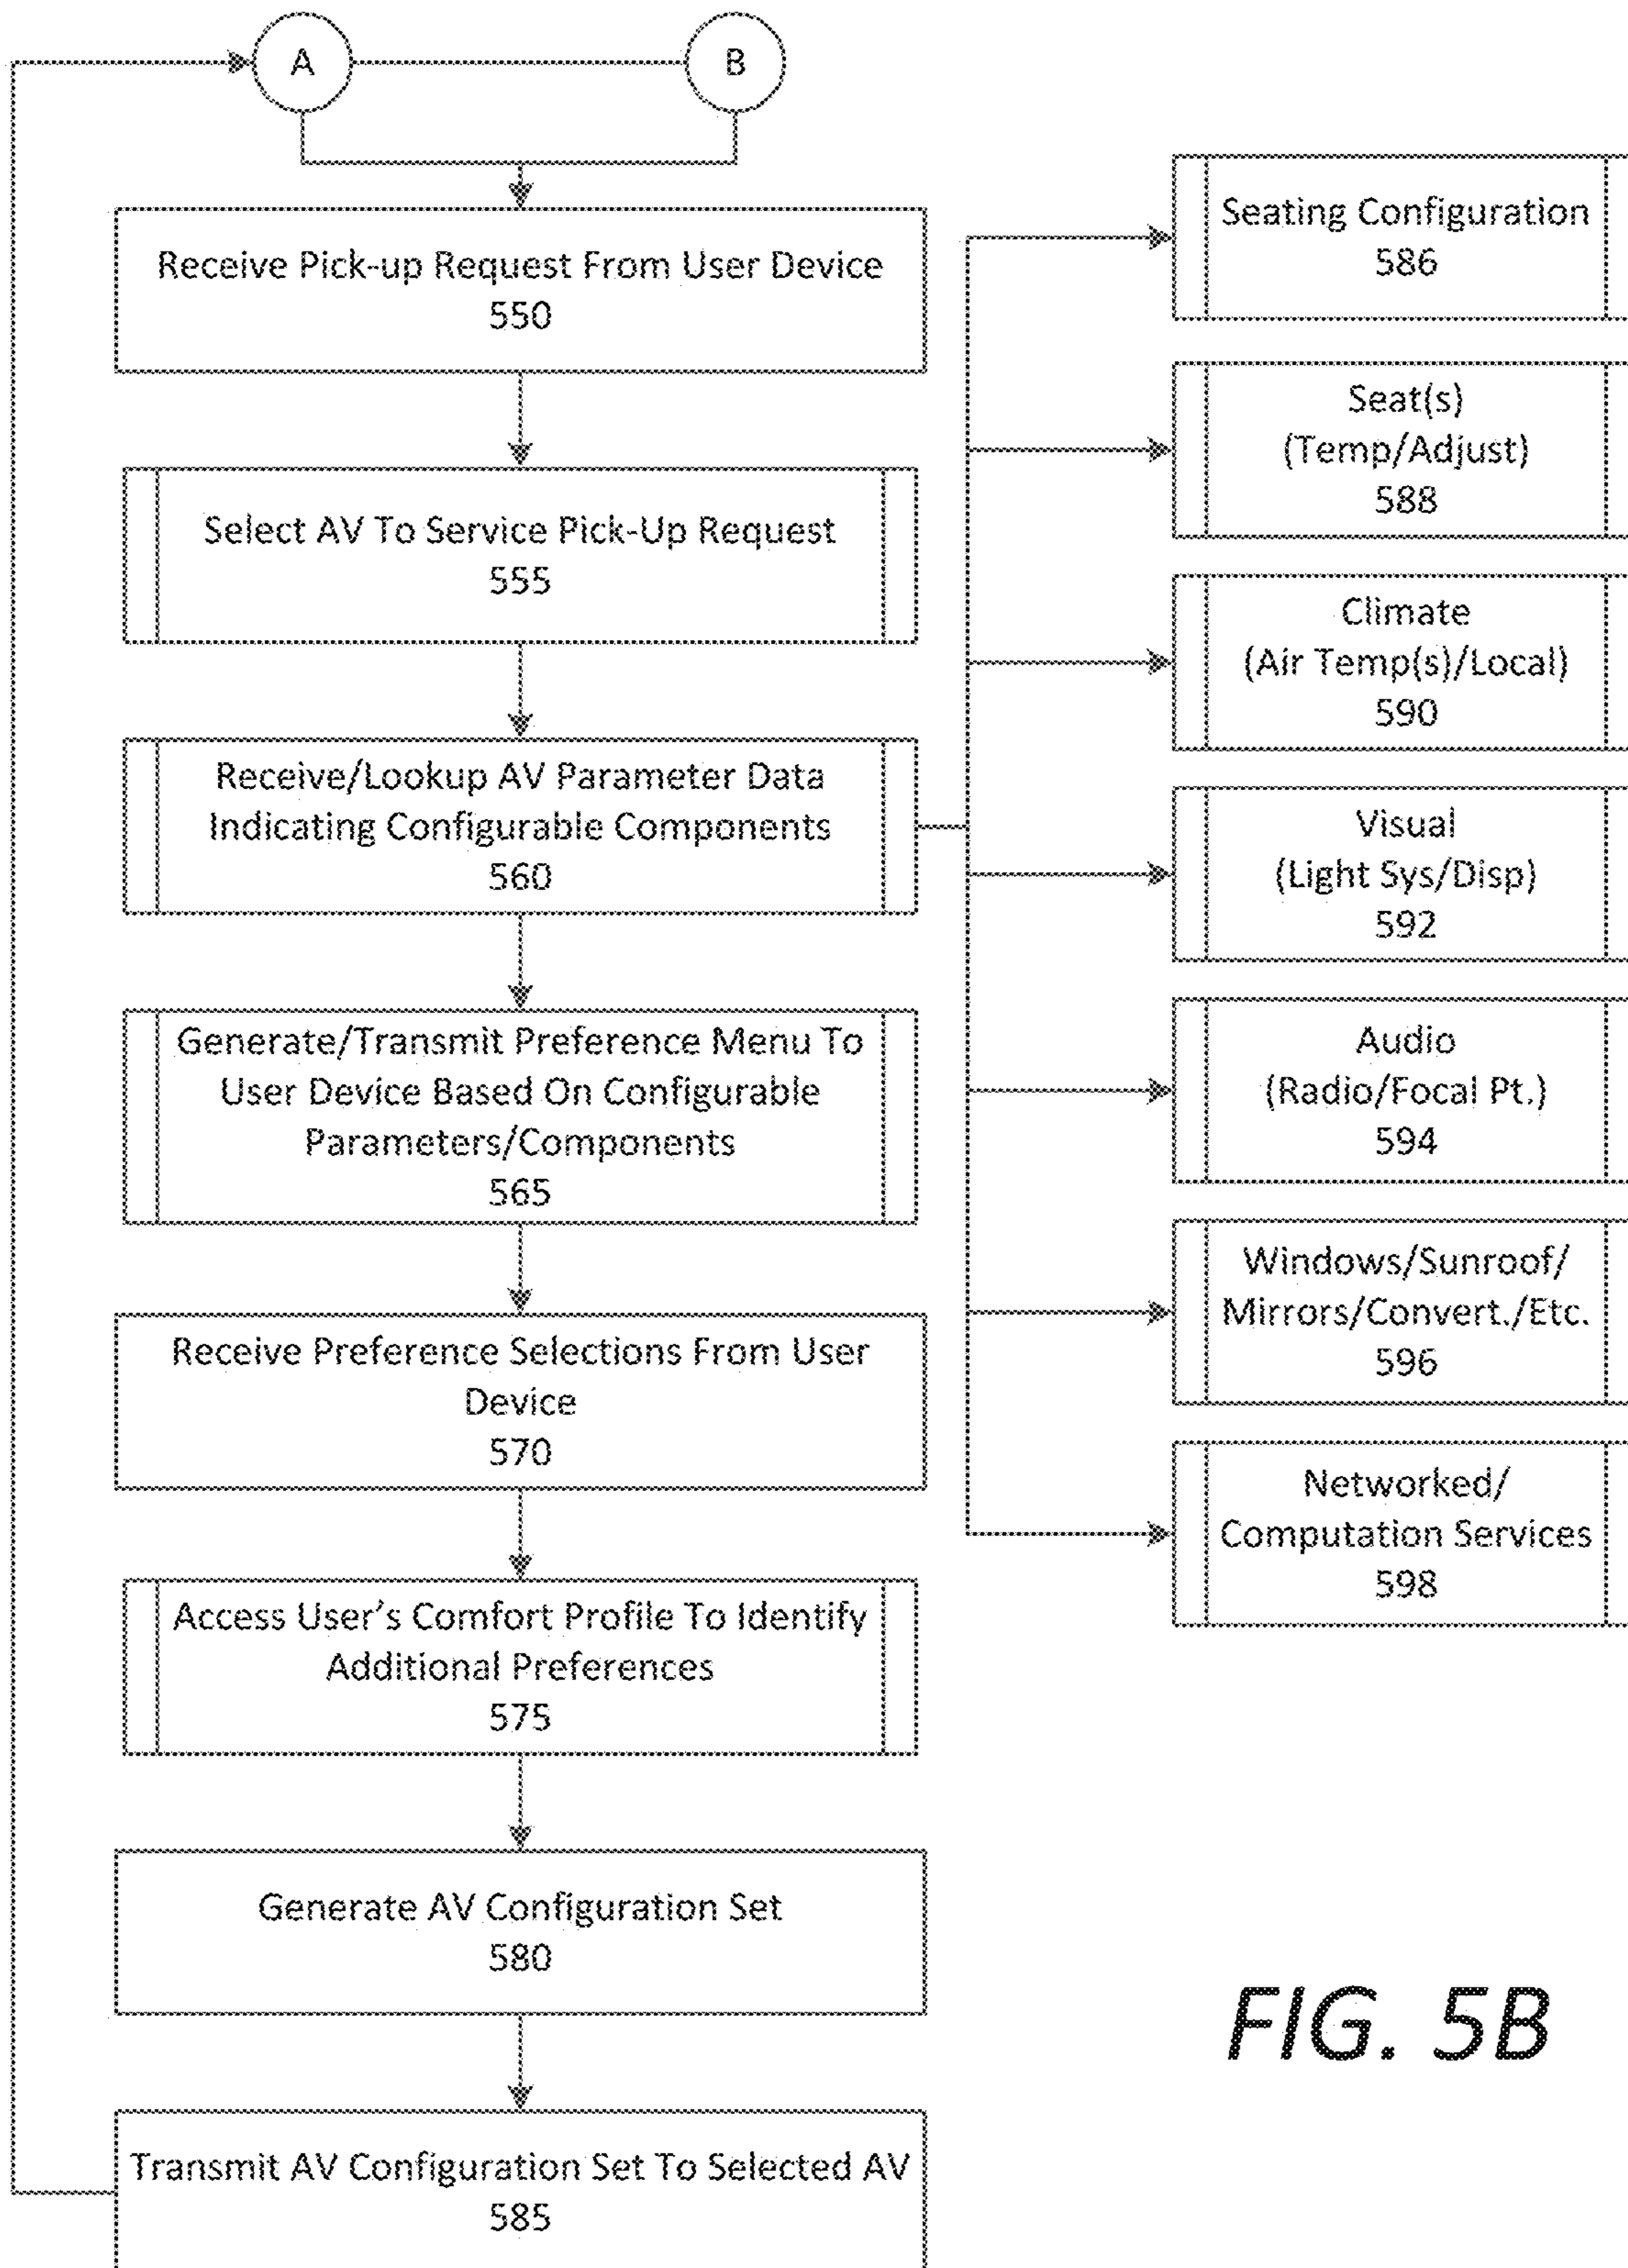 A
B
Receive Pick-up Request From User Device
550
Select AV To Service Pick-Up Request
555
Receive/Lookup AV Parameter Data
Indicating Configurable Components
560
Generate/Transmit Preference Menu To
User Device Based On Configurable
Parameters/Components
565
Receive Preference Selections From User
Device
570
Access User’s Comfort Profile To Identify
Additional Preferences
575
Generate AV Configuration Set
580
Transmit AV Configuration Set To Selected AV
585
Seating Configuration
586
Seat(s)
(Temp/Adjust)
588
Climate
(Air Temp(s)/Local)
590
Visual
(Light Sys/Disp)
592
Audio
(Radio/Focal Pt.)
594
Windows/Sunroof/
Mirrors/Convert./Etc.
596
Networked/
Computation Services
598
FIG. 5B